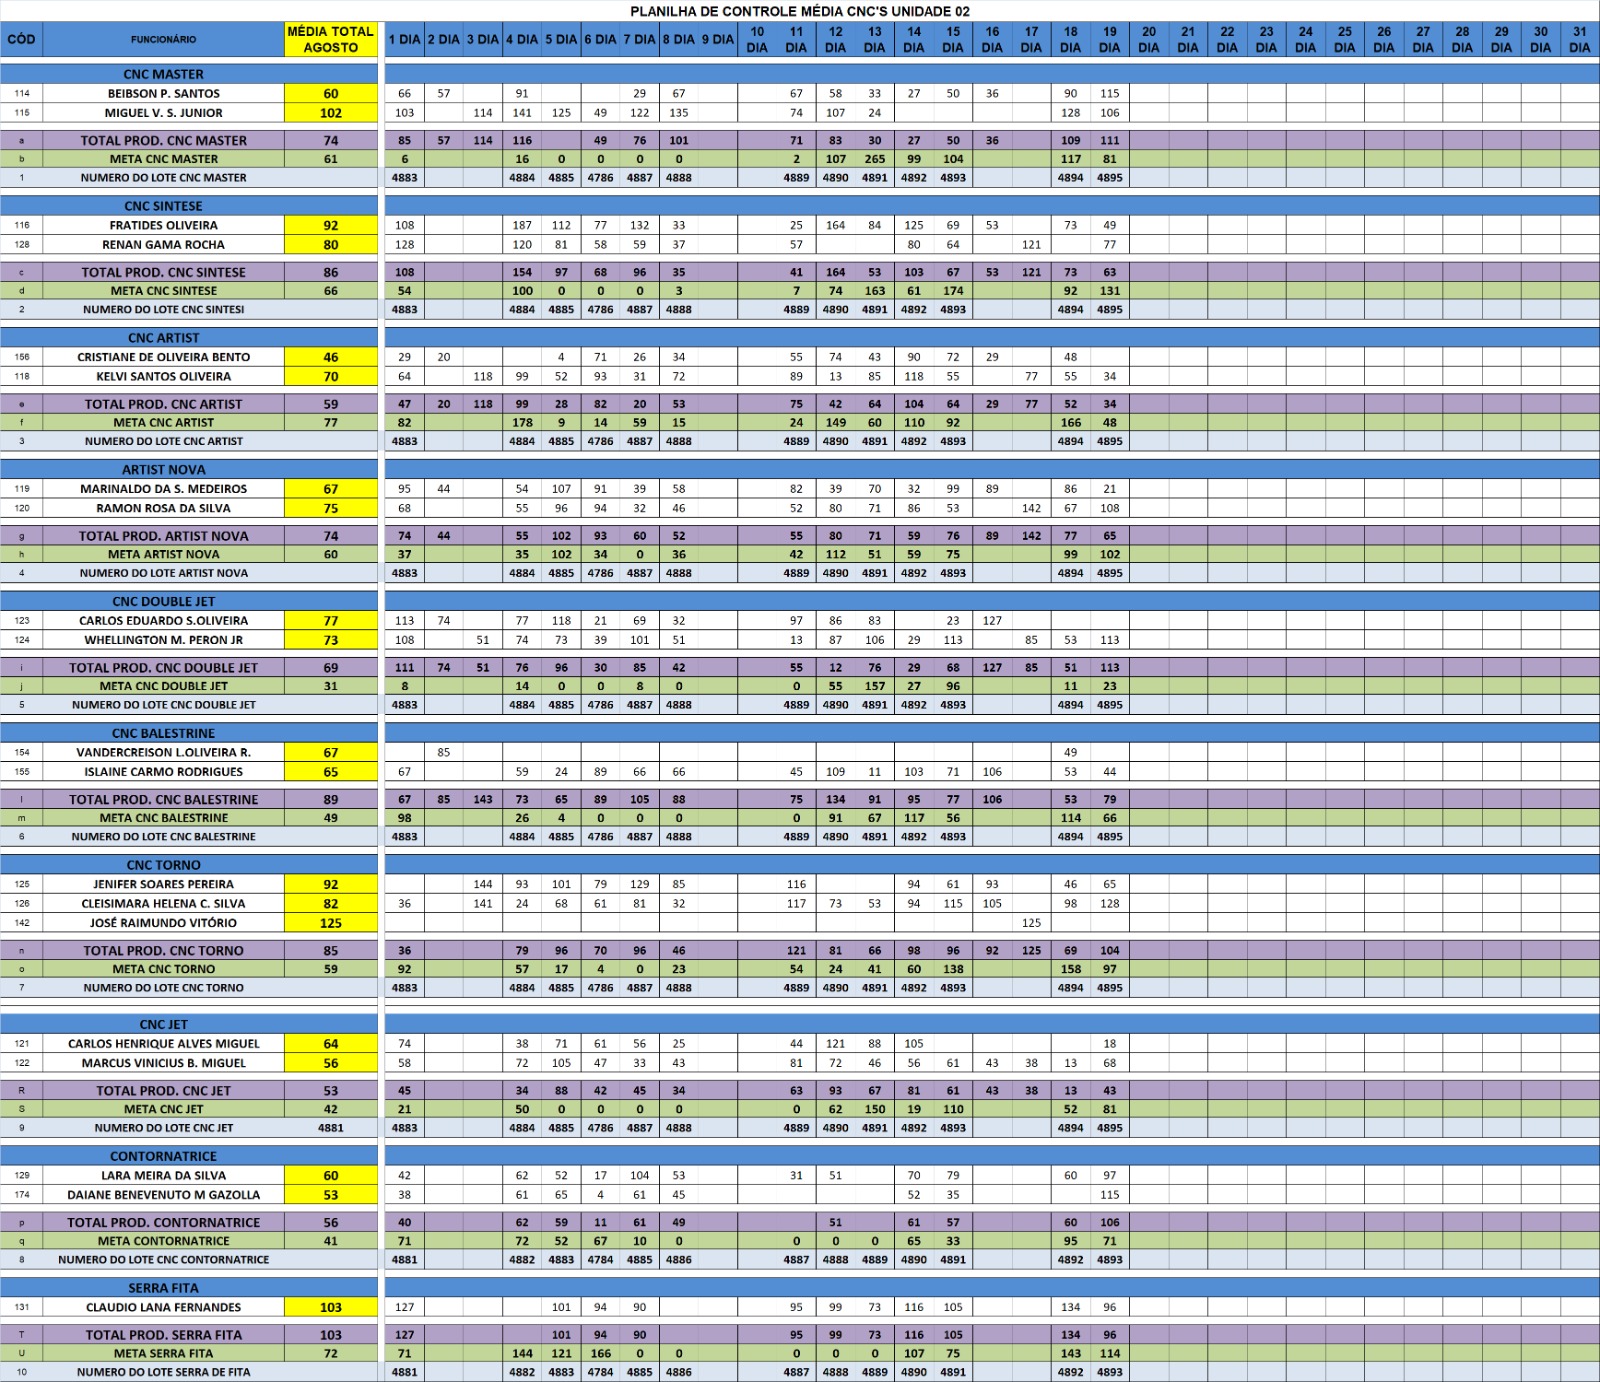 PLANILHA DE CONTROLE MÉDIA CNC'S UNIDADE 02
CÓD FUNCIONÁRIO MÉDIA TOTAL AGOSTO 1 DIA 2 DIA 3 DIA 4 DIA 5 DIA 6 DIA 7 DIA 8 DIA 9 DIA 10 DIA 11 DIA 12 DIA 13 DIA 14 DIA 15 DIA 16 DIA 17 DIA 18 DIA 19 DIA 20 DIA 21 DIA 22 DIA 23 DIA 24 DIA 25 DIA 26 DIA 27 DIA 28 DIA 29 DIA 30 DIA 31 DIA
CNC MASTER
114 BEIBSON P. SANTOS 60 66 57 91 29 67 67 58 33 27 50 36 90 115
115 MIGUEL V. S. JUNIOR 102 103 114 141 125 49 122 135 74 107 24 128 106
a TOTAL PROD. CNC MASTER 74 85 57 114 116 49 76 101 71 83 30 27 50 36 109 111
b META CNC MASTER 61 6 16 0 0 0 0 2 107 265 99 104 117 81
1 NUMERO DO LOTE CNC MASTER 4883 4884 4885 4786 4887 4888 4889 4890 4891 4892 4893 4894 4895
CNC SINTESE
116 FRATIDES OLIVEIRA 92 108 187 112 77 132 33 25 164 84 125 69 53 73 49
128 RENAN GAMA ROCHA 80 128 120 81 58 59 37 57 80 64 121 77
c TOTAL PROD. CNC SINTESE 86 108 154 97 68 96 35 41 164 53 103 67 53 121 73 63
d META CNC SINTESE 66 54 100 0 0 0 3 7 74 163 61 174 92 131
2 NUMERO DO LOTE CNC SINTESI 4883 4884 4885 4786 4887 4888 4889 4890 4891 4892 4893 4894 4895
CNC ARTIST
156 CRISTIANE DE OLIVEIRA BENTO 46 29 20 4 71 26 34 55 74 43 90 72 29 48
118 KELVI SANTOS OLIVEIRA 70 64 118 99 52 93 31 72 89 13 85 118 55 77 55 34
e TOTAL PROD. CNC ARTIST 59 47 20 118 99 28 82 20 53 75 42 64 104 64 29 77 52 34
f META CNC ARTIST 77 82 178 9 14 59 15 24 149 60 110 92 166 48
3 NUMERO DO LOTE CNC ARTIST 4883 4884 4885 4786 4887 4888 4889 4890 4891 4892 4893 4894 4895
ARTIST NOVA
119 MARINALDO DA S. MEDEIROS 67 95 44 54 107 91 39 58 82 39 70 32 99 89 86 21
120 RAMON ROSA DA SILVA 75 68 55 96 94 32 46 52 80 71 86 53 142 67 108
g TOTAL PROD. ARTIST NOVA 74 74 44 55 102 93 60 52 55 80 71 59 76 89 142 77 65
h META ARTIST NOVA 60 37 35 102 34 0 36 42 112 51 59 75 99 102
4 NUMERO DO LOTE ARTIST NOVA 4883 4884 4885 4786 4887 4888 4889 4890 4891 4892 4893 4894 4895
CNC DOUBLE JET
123 CARLOS EDUARDO S.OLIVEIRA 77 113 74 77 118 21 69 32 97 86 83 23 127
124 WHELLINGTON M. PERON JR 73 108 51 74 73 39 101 51 13 87 106 29 113 85 53 113
i TOTAL PROD. CNC DOUBLE JET 69 111 74 51 76 96 30 85 42 55 12 76 29 68 127 85 51 113
j META CNC DOUBLE JET 31 8 14 0 0 8 0 0 55 157 27 96 11 23
5 NUMERO DO LOTE CNC DOUBLE JET 4883 4884 4885 4786 4887 4888 4889 4890 4891 4892 4893 4894 4895
CNC BALESTRINE
154 VANDERCREISON L.OLIVEIRA R. 67 85 49
155 ISLAINE CARMO RODRIGUES 65 67 59 24 89 66 66 45 109 11 103 71 106 53 44
l TOTAL PROD. CNC BALESTRINE 89 67 85 143 73 65 89 105 88 75 134 91 95 77 106 53 79
m META CNC BALESTRINE 49 98 26 4 0 0 0 0 91 67 117 56 114 66
6 NUMERO DO LOTE CNC BALESTRINE 4883 4884 4885 4786 4887 4888 4889 4890 4891 4892 4893 4894 4895
CNC TORNO
125 JENIFER SOARES PEREIRA 92 144 93 101 79 129 85 116 94 61 93 46 65
126 CLEISIMARA HELENA C. SILVA 82 36 141 24 68 61 81 32 117 73 53 94 115 105 98 128
142 JOSÉ RAIMUNDO VITÓRIO 125 125
n TOTAL PROD. CNC TORNO 85 36 79 96 70 96 46 121 81 66 98 96 92 125 69 104
o META CNC TORNO 59 92 57 17 4 0 23 54 24 41 60 138 158 97
7 NUMERO DO LOTE CNC TORNO 4883 4884 4885 4786 4887 4888 4889 4890 4891 4892 4893 4894 4895
CNC JET
121 CARLOS HENRIQUE ALVES MIGUEL 64 74 38 71 61 56 25 44 121 88 105 18
122 MARCUS VINICIUS B. MIGUEL 56 58 72 105 47 33 43 81 72 46 56 61 43 38 13 68
R TOTAL PROD. CNC JET 53 45 34 88 42 45 34 63 93 67 81 61 43 38 13 43
S META CNC JET 42 21 50 0 0 0 0 0 62 150 19 110 52 81
9 NUMERO DO LOTE CNC JET 4881 4883 4884 4885 4786 4887 4888 4889 4890 4891 4892 4893 4894 4895
CONTORNATRICE
129 LARA MEIRA DA SILVA 60 42 62 52 17 104 53 31 51 70 79 60 97
174 DAIANE BENEVENUTO M GAZOLLA 53 38 61 65 4 61 45 52 35 115
p TOTAL PROD. CONTORNATRICE 56 40 62 59 11 61 49 51 61 57 60 106
q META CONTORNATRICE 41 71 72 52 67 10 0 0 0 0 65 33 95 71
8 NUMERO DO LOTE CNC CONTORNATRICE 4881 4882 4883 4784 4885 4886 4887 4888 4889 4890 4891 4892 4893
SERRA FITA
131 CLAUDIO LANA FERNANDES 103 127 101 94 90 95 99 73 116 105 134 96
T TOTAL PROD. SERRA FITA 103 127 101 94 90 95 99 73 116 105 134 96
U META SERRA FITA 72 71 144 121 166 0 0 0 0 0 107 75 143 114
10 NUMERO DO LOTE SERRA DE FITA 4881 4882 4883 4784 4885 4886 4887 4888 4889 4890 4891 4892 4893